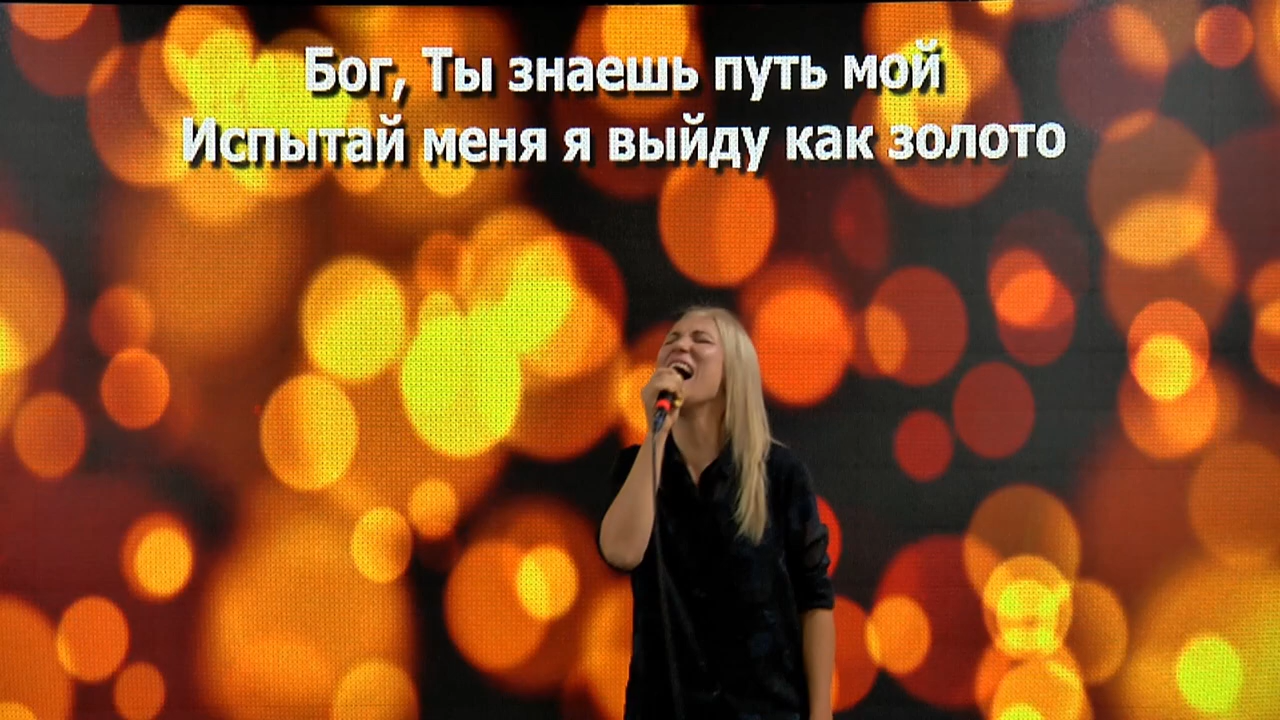 Бог, Ты знаешь путь мой
Испытай меня я выйду как золото